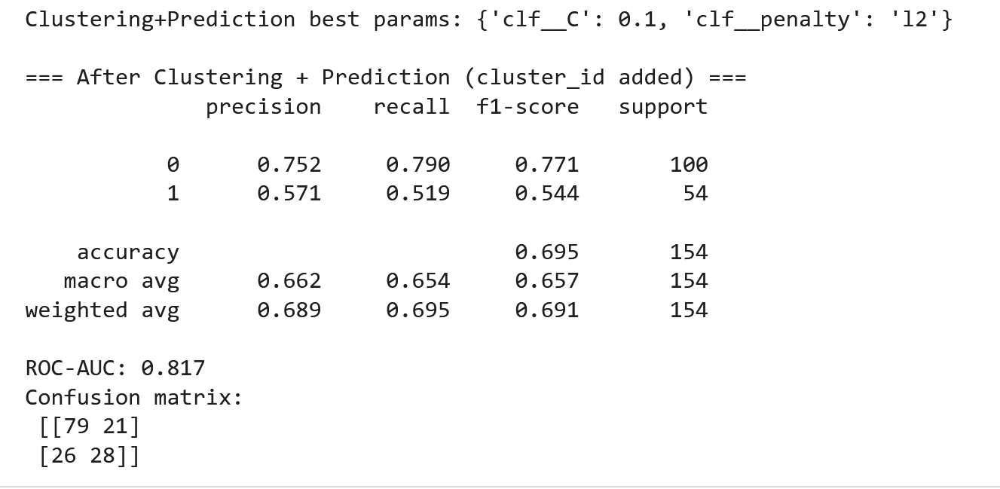 Clustering+Prediction best params: {'clf__C': 0.1, 'clf__penalty': 'l2'}
=== After Clustering + Prediction (cluster_id added) ===
precision recall f1-score support
0 0.752 0.790 0.771 100
1 0.571 0.519 0.544 54
accuracy 0.695 154
macro avg 0.662 0.654 0.657 154
weighted avg 0.689 0.695 0.691 154
ROC-AUC: 0.817
Confusion matrix:
[[79 21]
[26 28]]